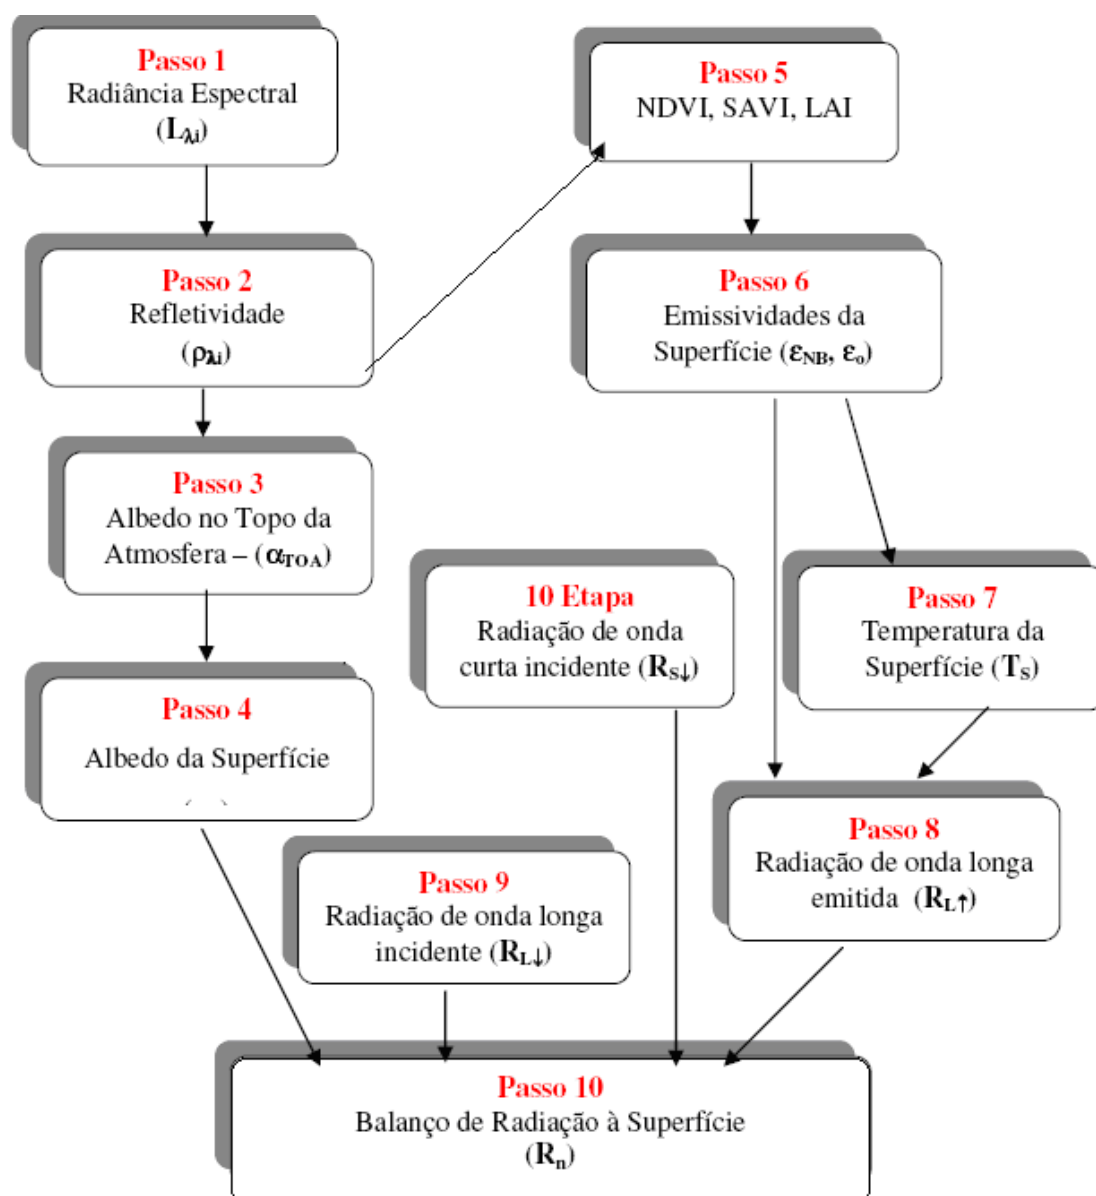 Passo 1
Radiância Espectral
(Lλi)
Passo 2
Refletividade
(ρλi)
Passo 3
Albedo no Topo da
Atmosfera – (αTOA)
Passo 4
Albedo da Superfície
Passo 5
NDVI, SAVI, LAI
Passo 6
Emissividades da
Superfície (εNB, εo)
10 Etapa
Radiação de onda
curta incidente (RS↓)
Passo 7
Temperatura da
Superfície (TS)
Passo 8
Radiação de onda longa
emitida (RL↑)
Passo 9
Radiação de onda longa
incidente (RL↓)
Passo 10
Balanço de Radiação à Superfície
(Rn)